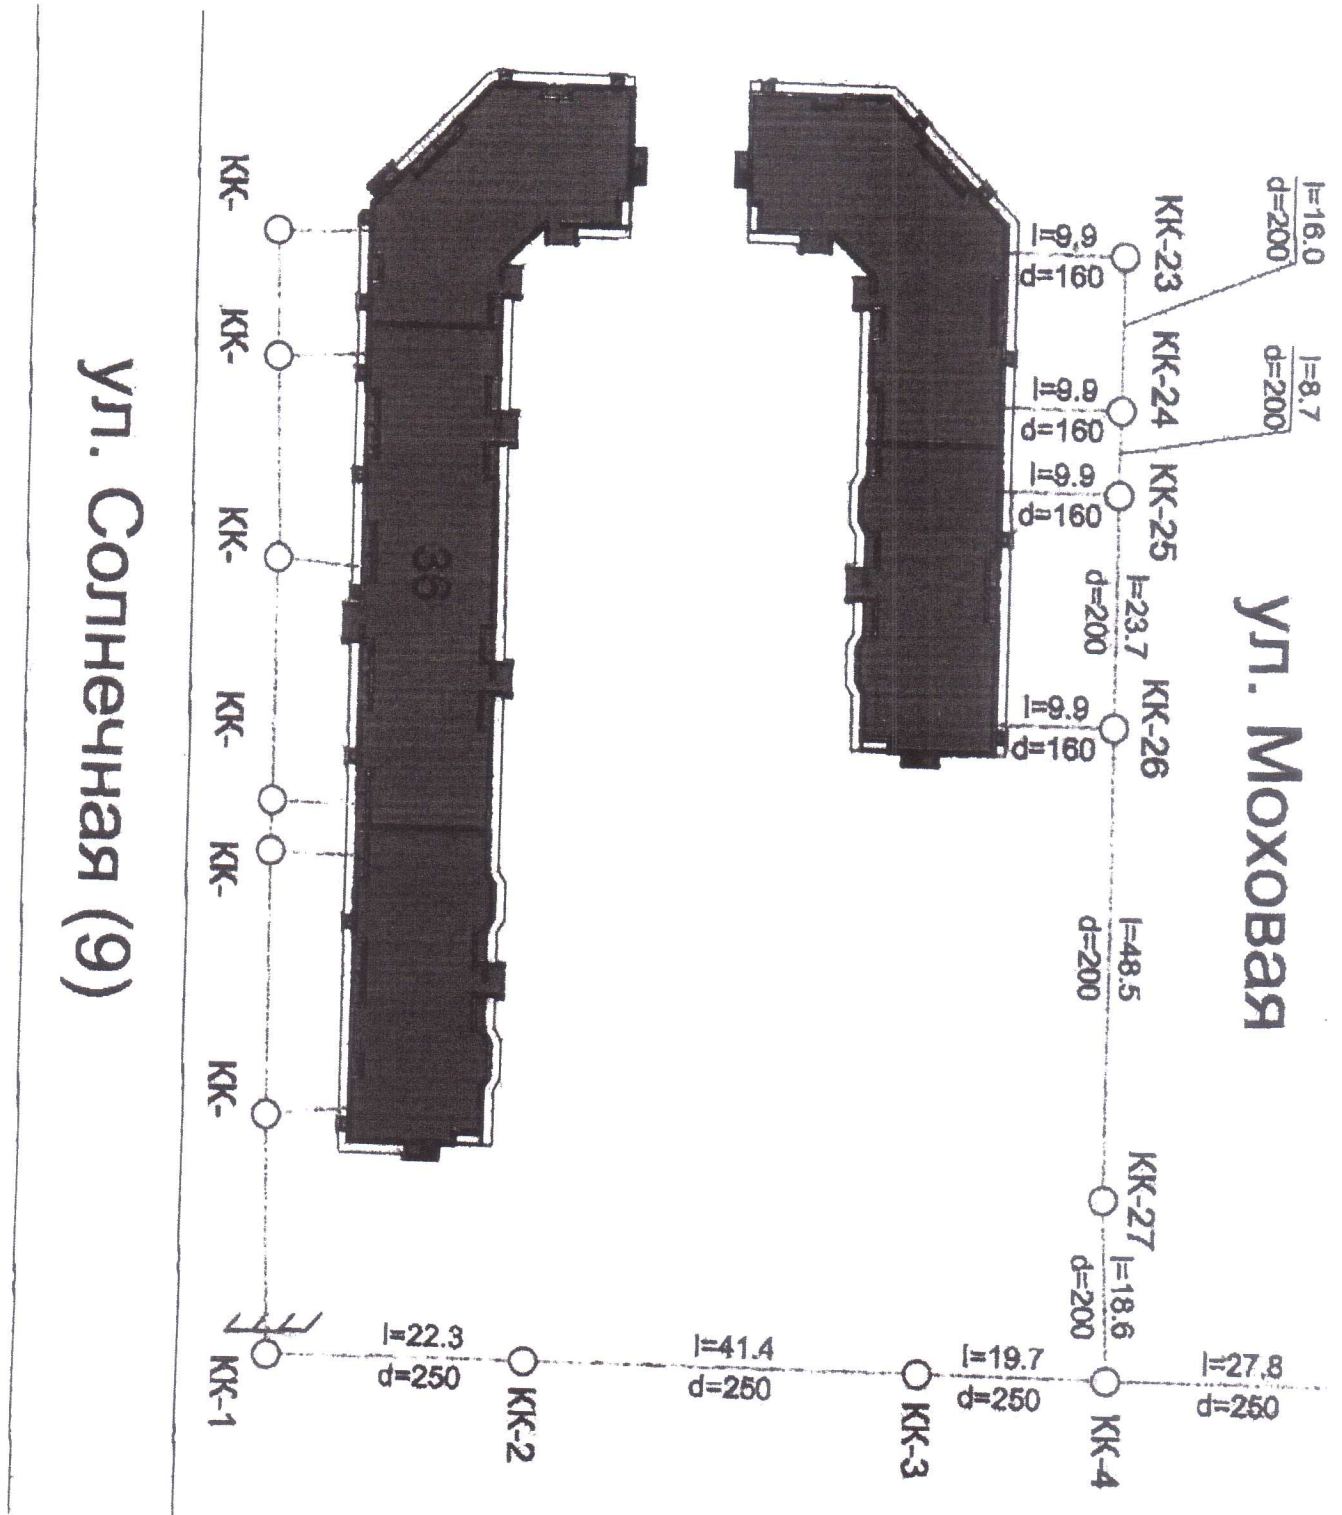 ул. Солнечная (9)
КК-
КК-
КК-
КК-
КК-
КК-
36
КК-1
l=22.3
d=250
КК-2
l=41.4
d=250
КК-3
l=19.7
d=250
КК-4
l=27.8
d=250
l=16.0
d=200
КК-23
l=9.9
d=160
l=8.7
d=200
КК-24
l=9.9
d=160
КК-25
l=9.9
d=160
l=23.7
d=200
КК-26
l=9.9
d=160
l=48.5
d=200
КК-27
l=18.6
d=200
ул. Моховая